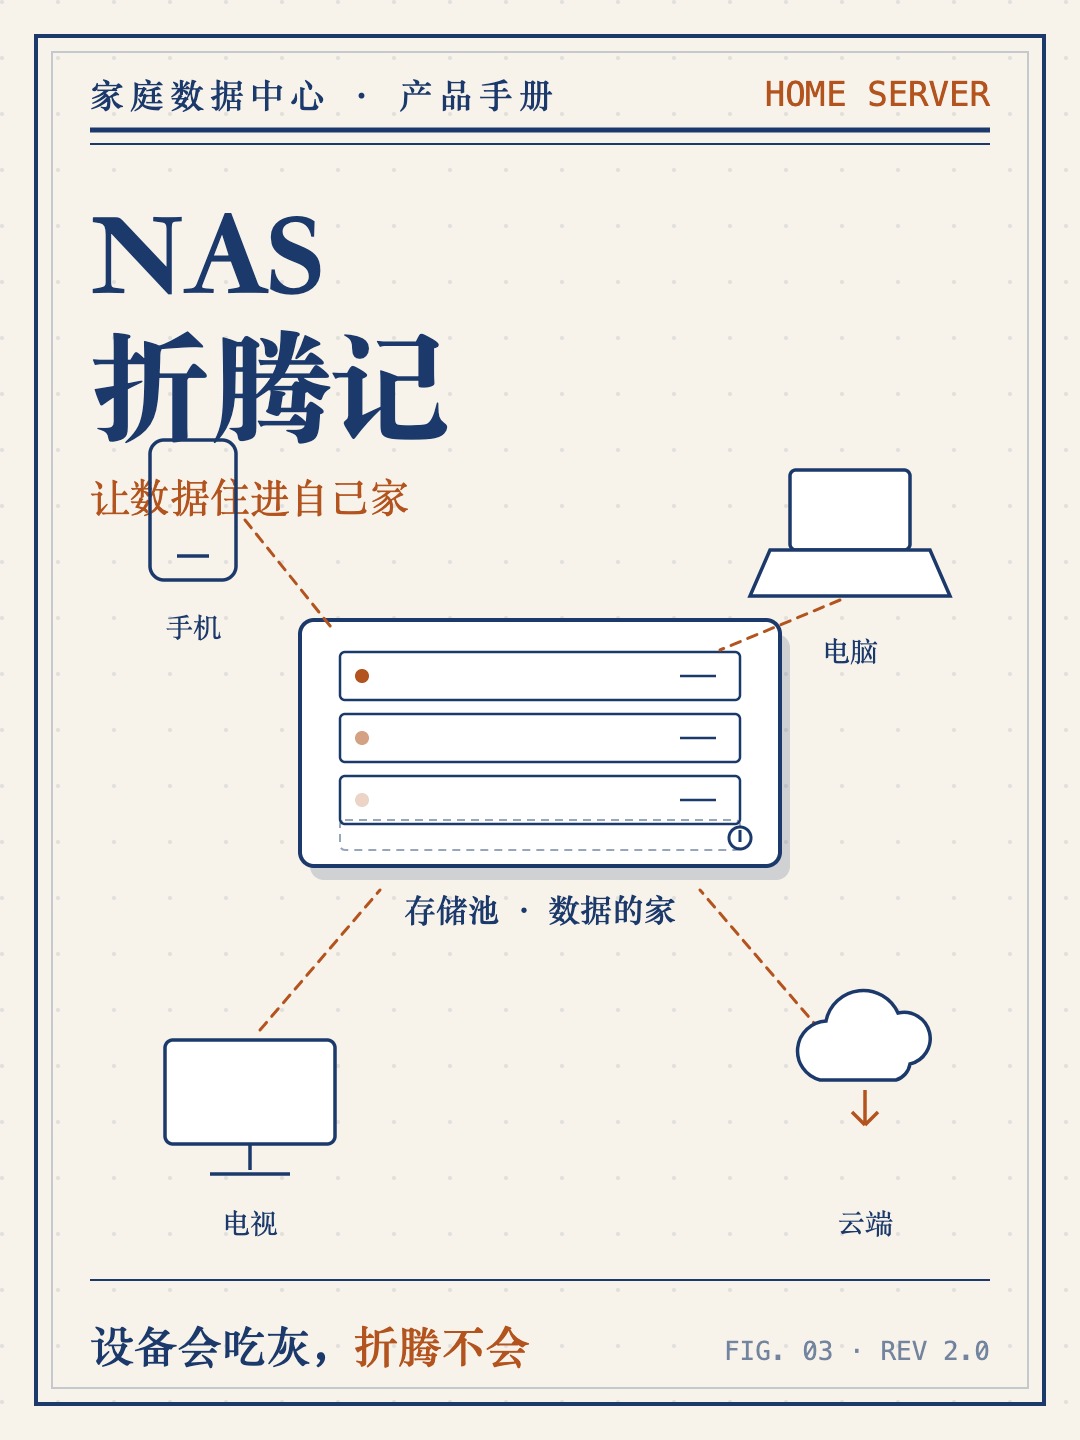 家庭数据中心 · 产品手册
HOME SERVER
NAS
折腾记
让数据住进自己家
手机
电脑
存储池 · 数据的家
电视
云端
设备会吃灰，折腾不会
FIG. 03 · REV 2.0